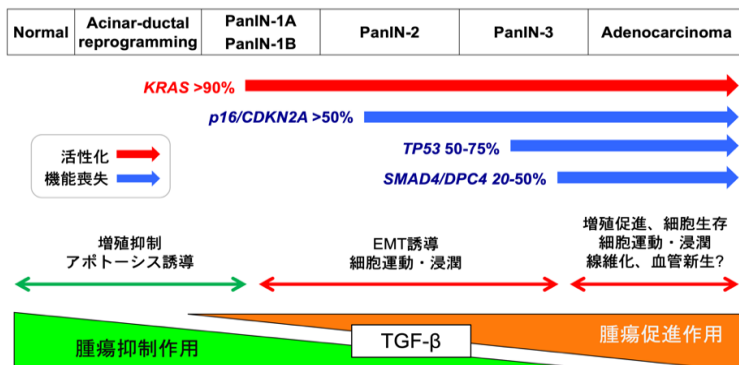 Normal
Acinar-ductal
reprogramming
PanIN-1A
PanIN-1B
PanIN-2
PanIN-3
Adenocarcinoma
KRAS >90%
p16/CDKN2A >50%
TP53 50-75%
SMAD4/DPC4 20-50%
活性化
機能喪失
増殖抑制
アポトーシス誘導
EMT誘導
細胞運動・浸潤
増殖促進、細胞生存
細胞運動・浸潤
線維化、血管新生?
腫瘍抑制作用
TGF-β
腫瘍促進作用